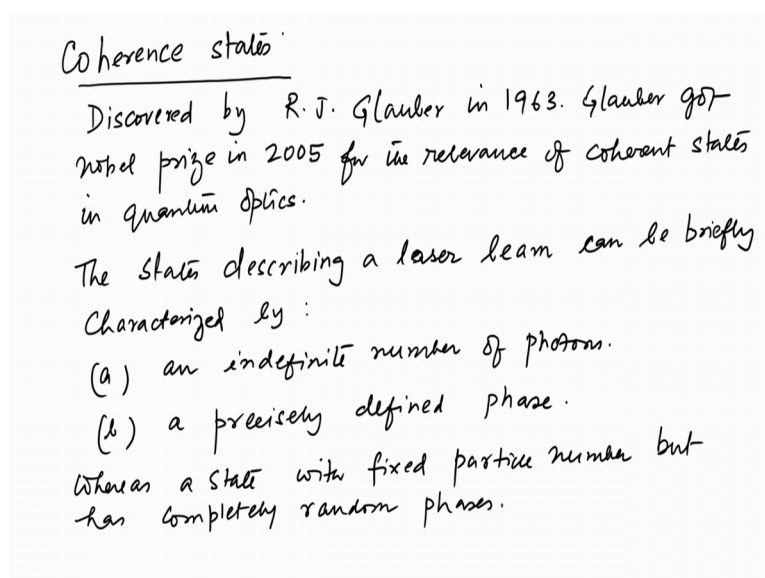 Coherence states
Discovered by R. J. Glauber in 1963. Glauber got
nobel prize in 2005 for the relevance of coherent states
in quantum optics.
The states describing a laser beam can be briefly
characterized by :
(a) an indefinite number of photons.
(b) a precisely defined phase.
Whereas a state with fixed particle number but
has completely random phases.